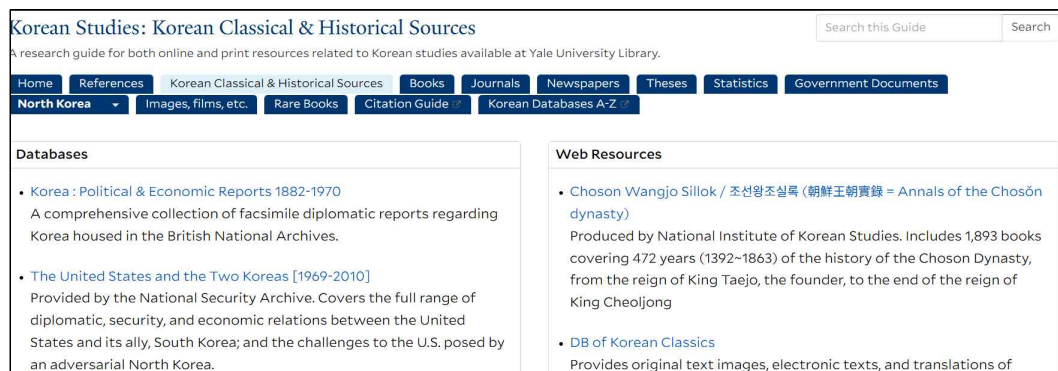 Korean Studies: Korean Classical & Historical Sources
Search this Guide Search
A research guide for both online and print resources related to Korean studies available at Yale University Library.
Home References Korean Classical & Historical Sources Books Journals Newspapers Theses Statistics Government Documents
North Korea Images, films, etc. Rare Books Citation Guide Korean Databases A-Z
Databases
• Korea : Political & Economic Reports 1882-1970
A comprehensive collection of facsimile diplomatic reports regarding
Korea housed in the British National Archives.
• The United States and the Two Koreas [1969-2010]
Provided by the National Security Archive. Covers the full range of
diplomatic, security, and economic relations between the United
States and its ally, South Korea; and the challenges to the U.S. posed by
an adversarial North Korea.
Web Resources
• Choson Wangjo Sillok / 조선왕조실록 (朝鮮王朝實錄 = Annals of the Chosŏn
dynasty)
Produced by National Institute of Korean Studies. Includes 1,893 books
covering 472 years (1392~1863) of the history of the Choson Dynasty,
from the reign of King Taejo, the founder, to the end of the reign of
King Cheoljong
• DB of Korean Classics
Provides original text images, electronic texts, and translations of